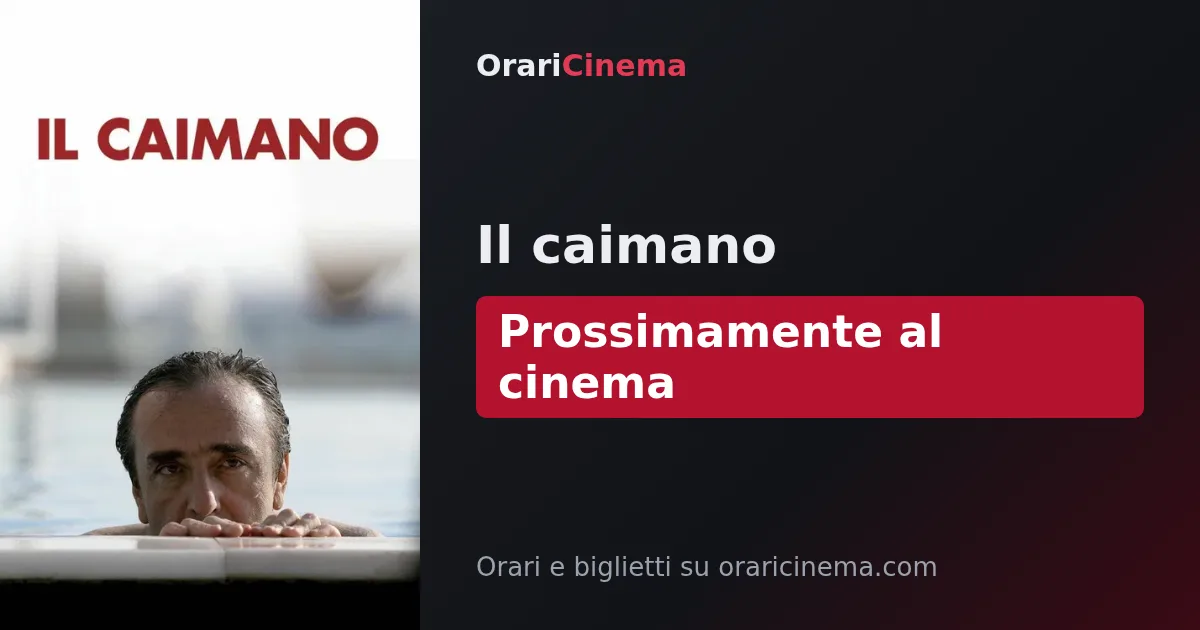 IL CAIMANO
OrariCinema
Il caimano
Prossimamente al
cinema
Orari e biglietti su oraricinema.com